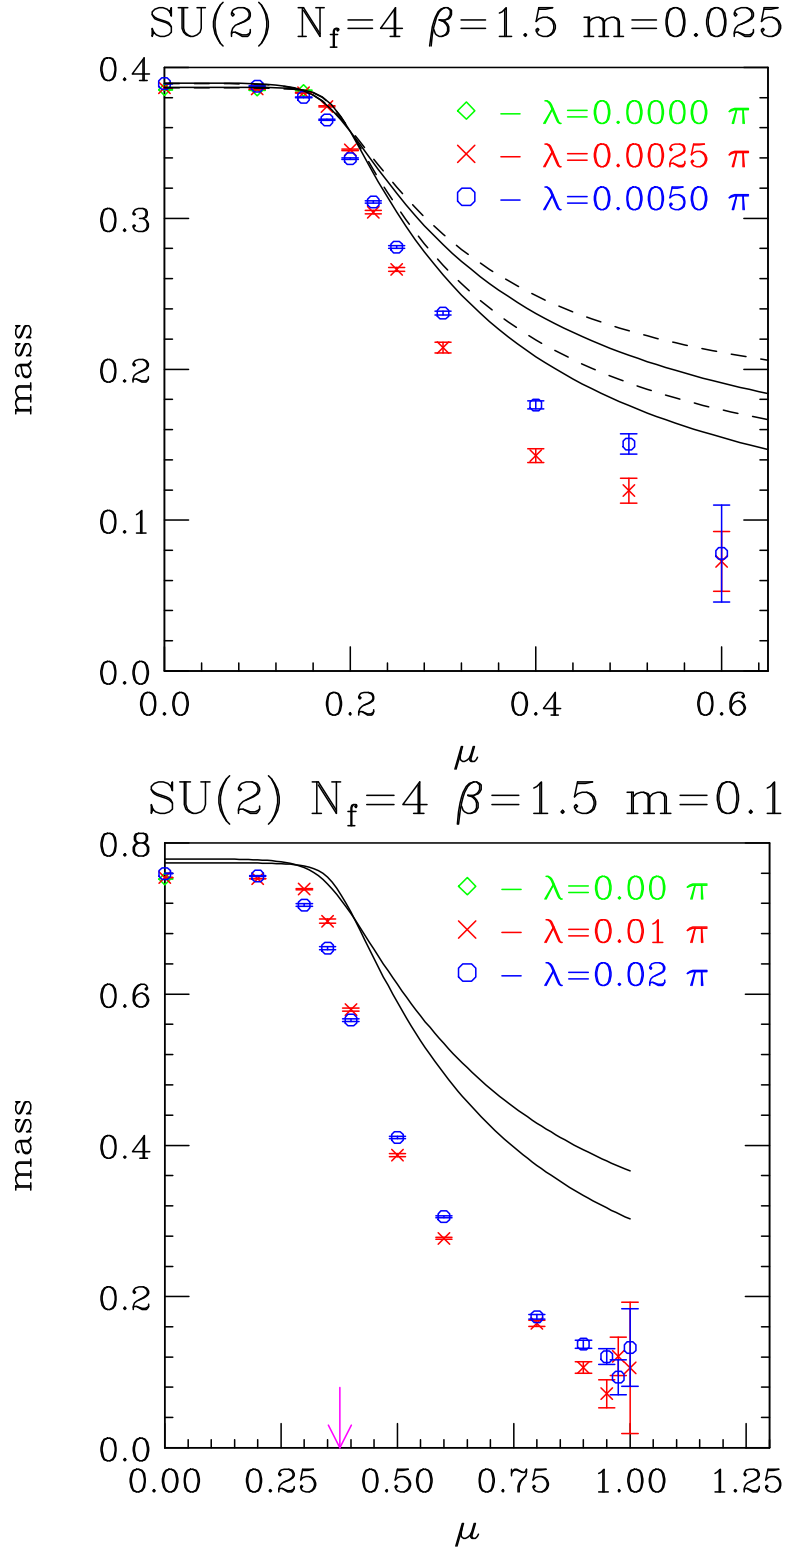 SU(2) N_f=4 β=1.5 m=0.025
0.4
◇ – λ=0.0000 π
× – λ=0.0025 π
○ – λ=0.0050 π
0.3
mass
0.2
0.1
0.0
0.0 0.2 0.4 0.6
μ
SU(2) N_f=4 β=1.5 m=0.1
0.8
◇ – λ=0.00 π
× – λ=0.01 π
○ – λ=0.02 π
0.6
mass
0.4
0.2
0.0
0.00 0.25 0.50 0.75 1.00 1.25
μ